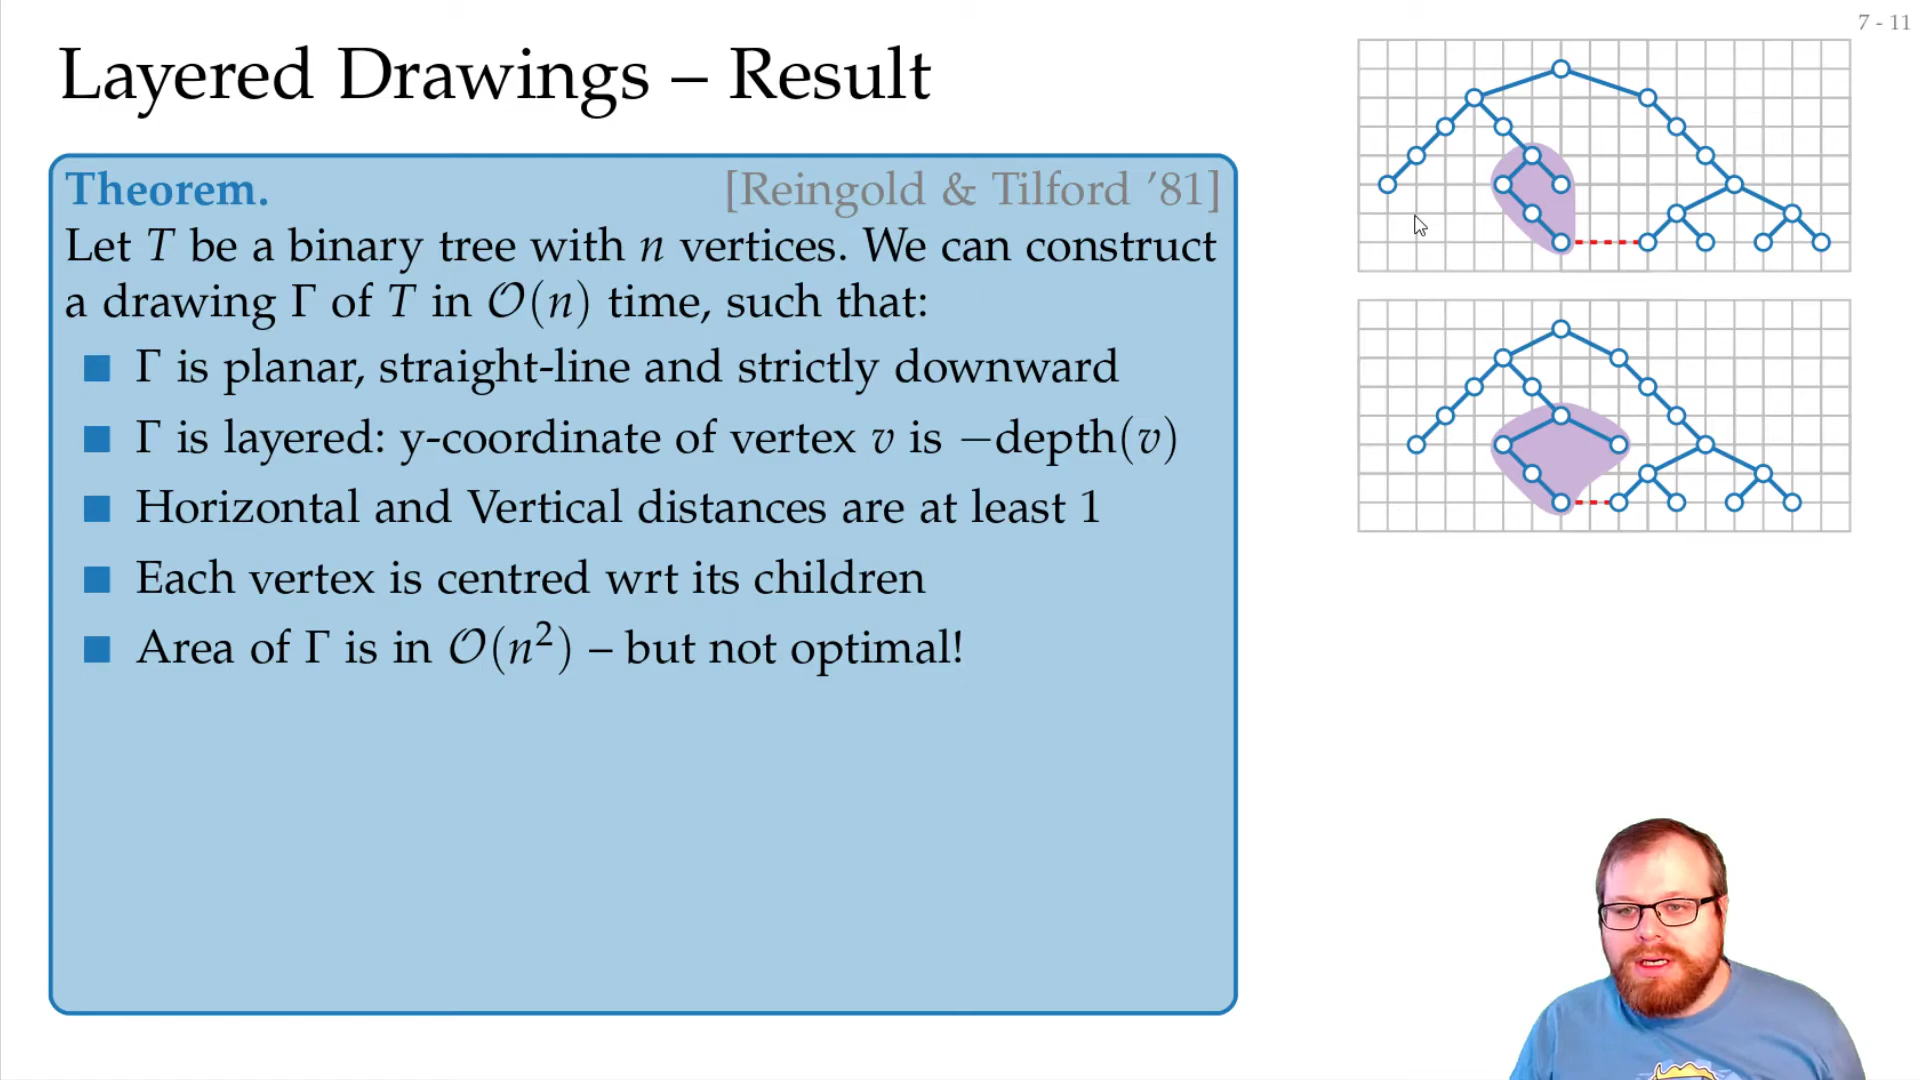 7 - 11
Layered Drawings – Result
Theorem. [Reingold & Tilford ’81]
Let T be a binary tree with n vertices. We can construct
a drawing Γ of T in O(n) time, such that:
Γ is planar, straight-line and strictly downward
Γ is layered: y-coordinate of vertex v is −depth(v)
Horizontal and Vertical distances are at least 1
Each vertex is centred wrt its children
Area of Γ is in O(n²) – but not optimal!